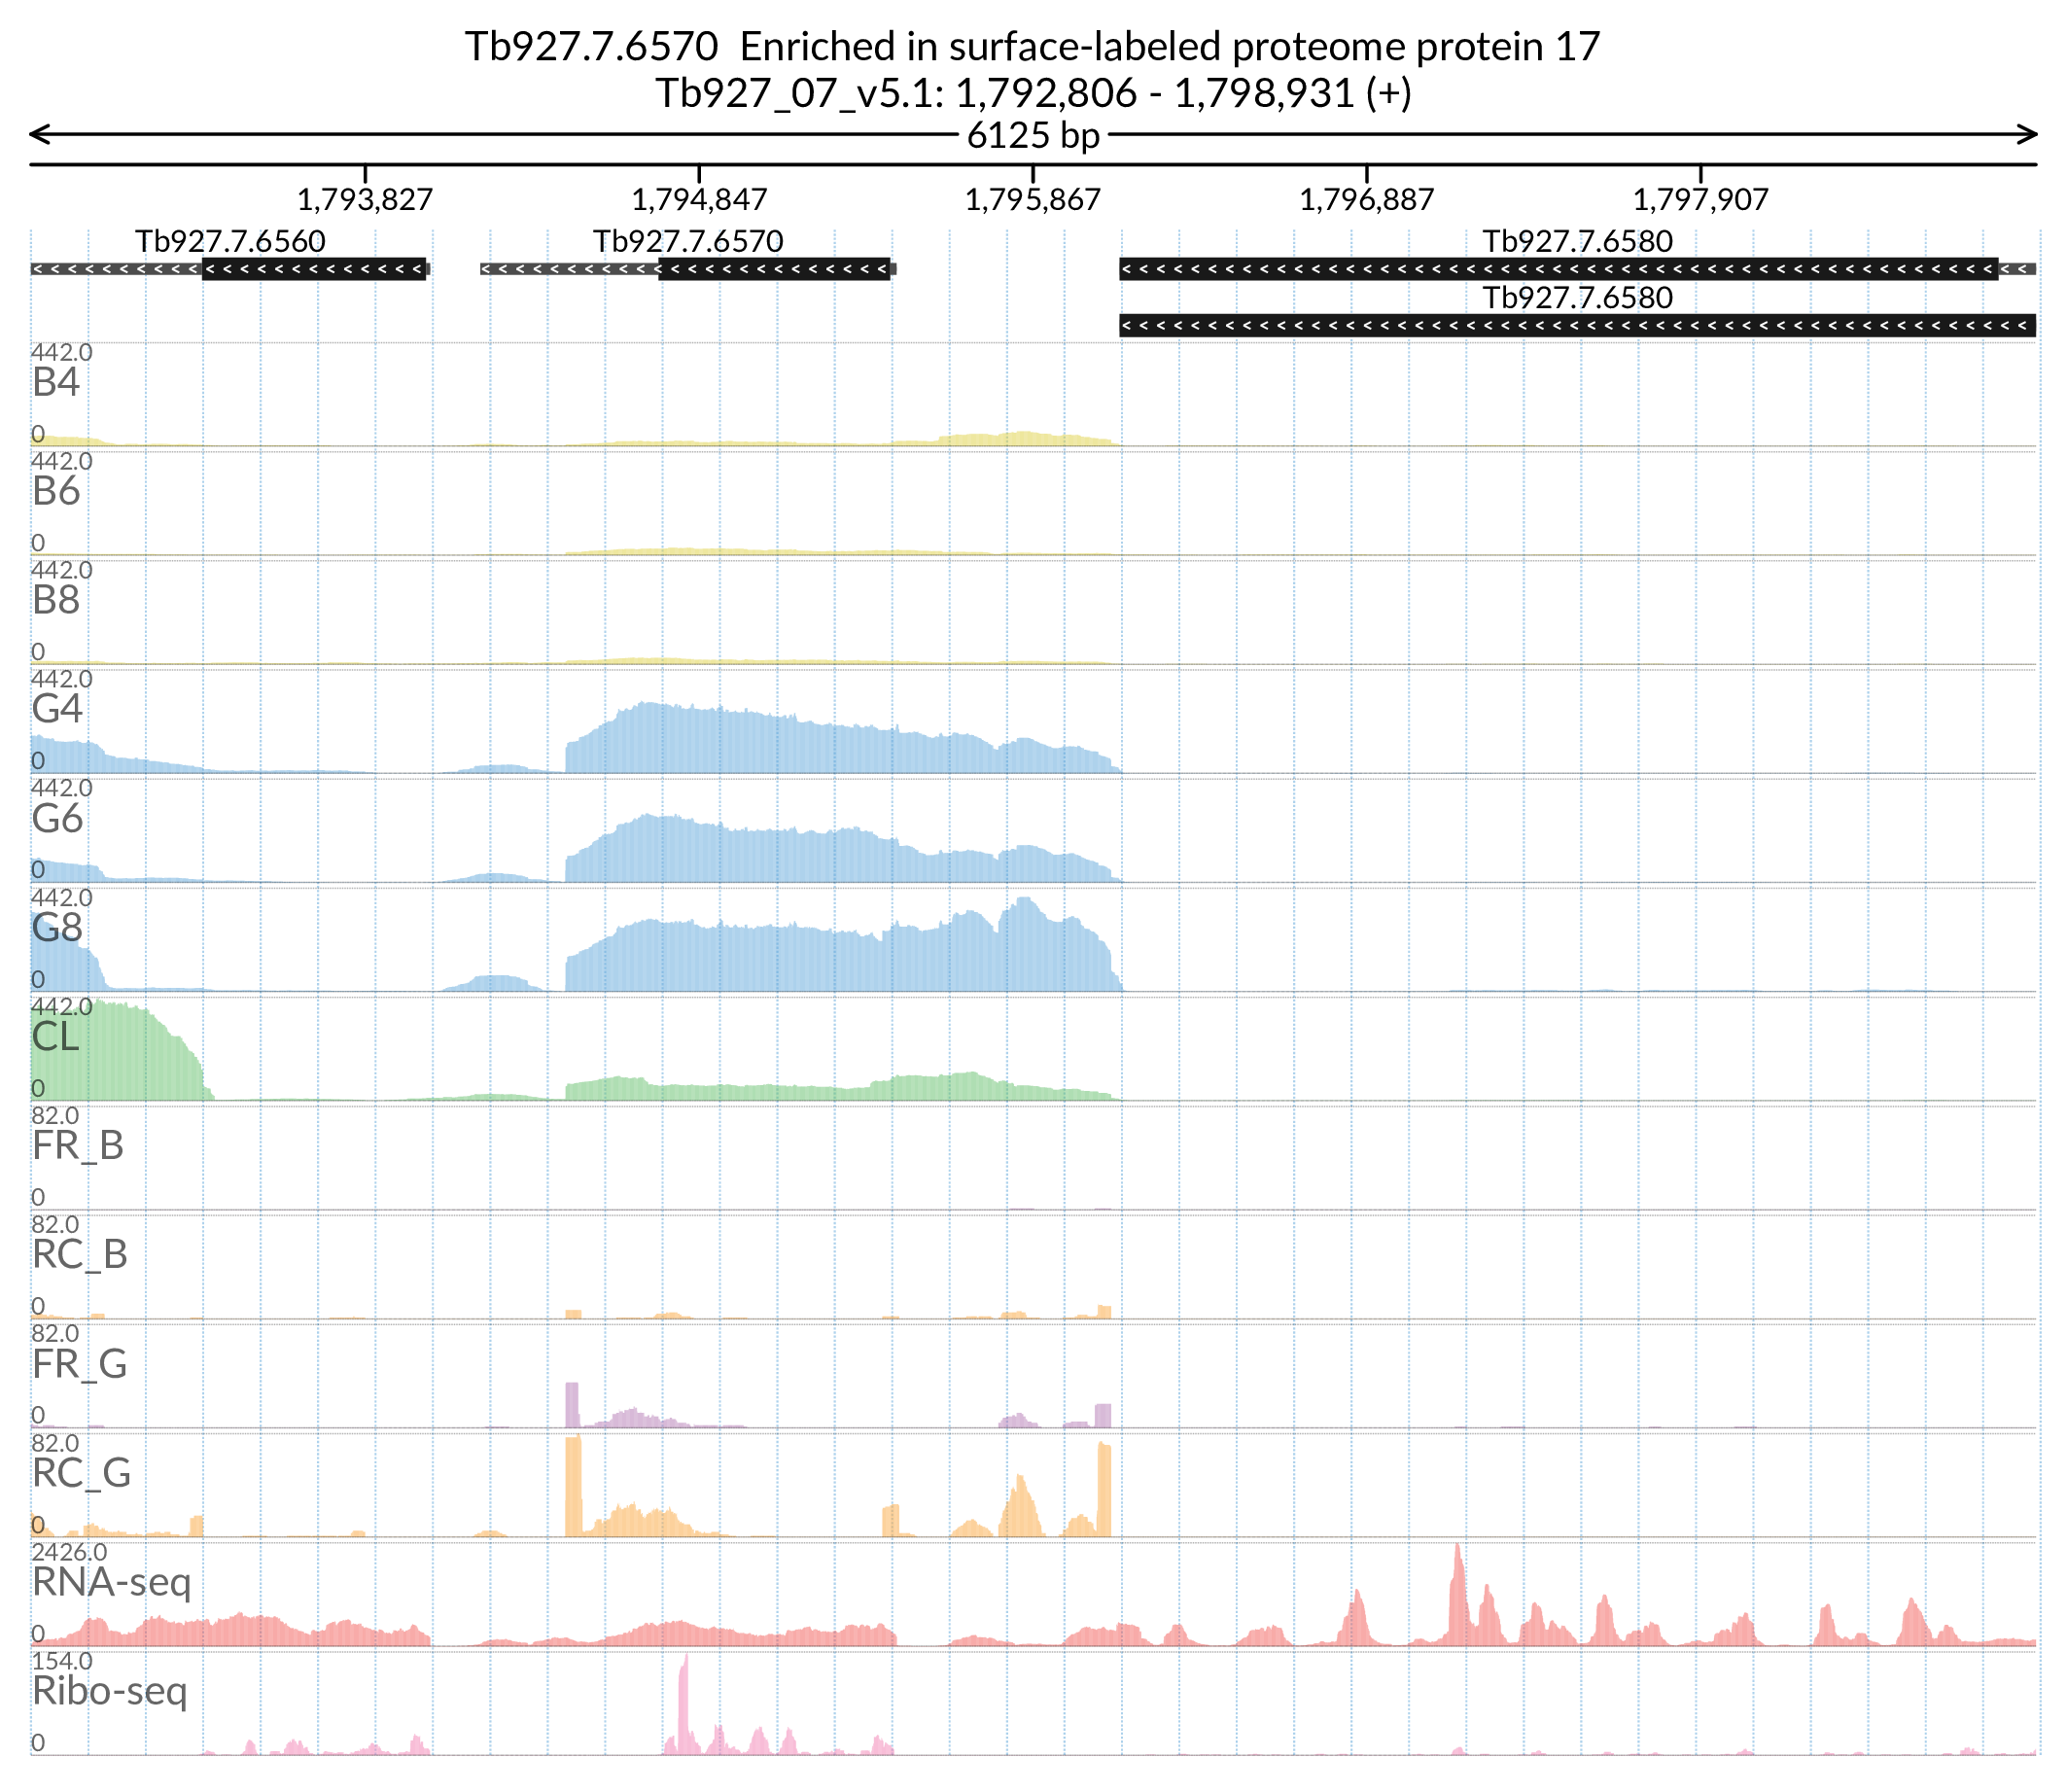 Tb927.7.6570  Enriched in surface-labeled proteome protein 17
Tb927_07_v5.1: 1,792,806 - 1,798,931 (+)
6125 bp
1,793,827 1,794,847 1,795,867 1,796,887 1,797,907
Tb927.7.6560 Tb927.7.6570 Tb927.7.6580
Tb927.7.6580
442.0
B4
0
442.0
B6
0
442.0
B8
0
442.0
G4
0
442.0
G6
0
442.0
G8
0
442.0
CL
0
82.0
FR_B
0
82.0
RC_B
0
82.0
FR_G
0
82.0
RC_G
0
2426.0
RNA-seq
0
154.0
Ribo-seq
0